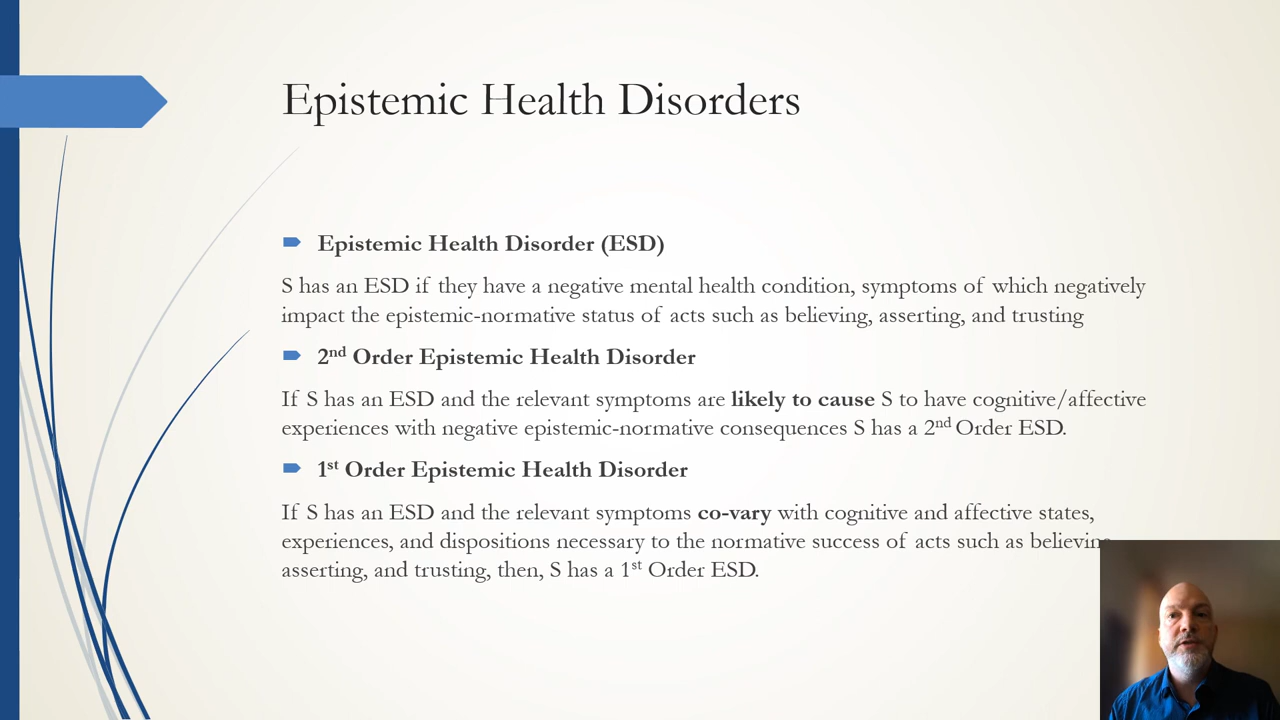 Epistemic Health Disorders
Epistemic Health Disorder (ESD)
S has an ESD if they have a negative mental health condition, symptoms of which negatively
impact the epistemic-normative status of acts such as believing, asserting, and trusting
2nd Order Epistemic Health Disorder
If S has an ESD and the relevant symptoms are likely to cause S to have cognitive/affective
experiences with negative epistemic-normative consequences S has a 2nd Order ESD.
1st Order Epistemic Health Disorder
If S has an ESD and the relevant symptoms co-vary with cognitive and affective states,
experiences, and dispositions necessary to the normative success of acts such as believing,
asserting, and trusting, then, S has a 1st Order ESD.